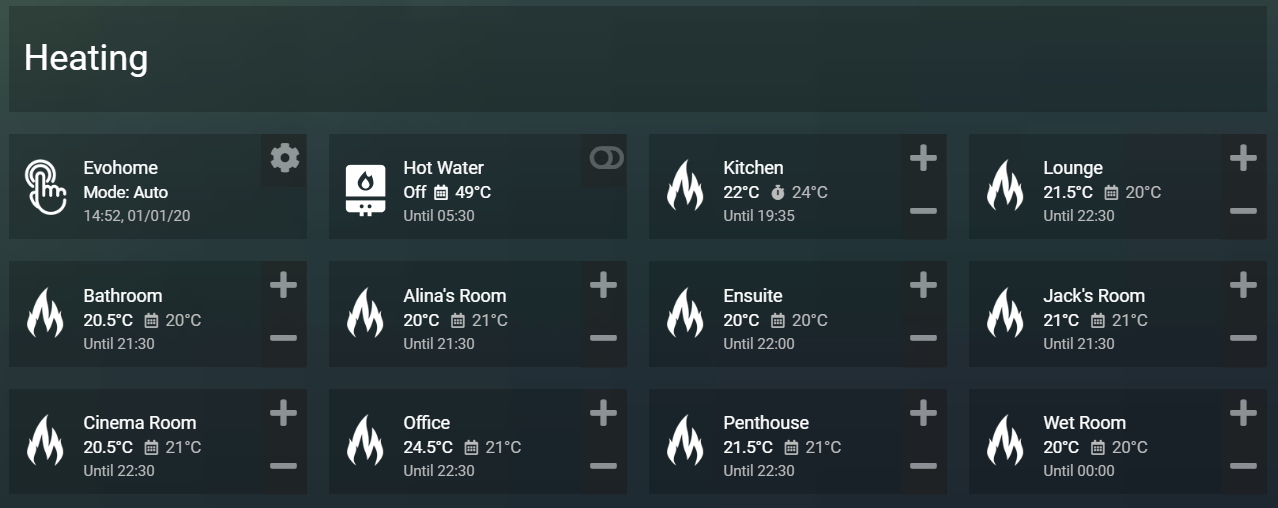 Heating
Evohome
Mode: Auto
14:52, 01/01/20
Hot Water
Off 49°C
Until 05:30
Kitchen
22°C 24°C
Until 19:35
Lounge
21.5°C 20°C
Until 22:30
Bathroom
20.5°C 20°C
Until 21:30
Alina's Room
20°C 21°C
Until 21:30
Ensuite
20°C 20°C
Until 22:00
Jack's Room
21°C 21°C
Until 21:30
Cinema Room
20.5°C 21°C
Until 22:30
Office
24.5°C 21°C
Until 22:30
Penthouse
21.5°C 21°C
Until 22:30
Wet Room
20°C 20°C
Until 00:00